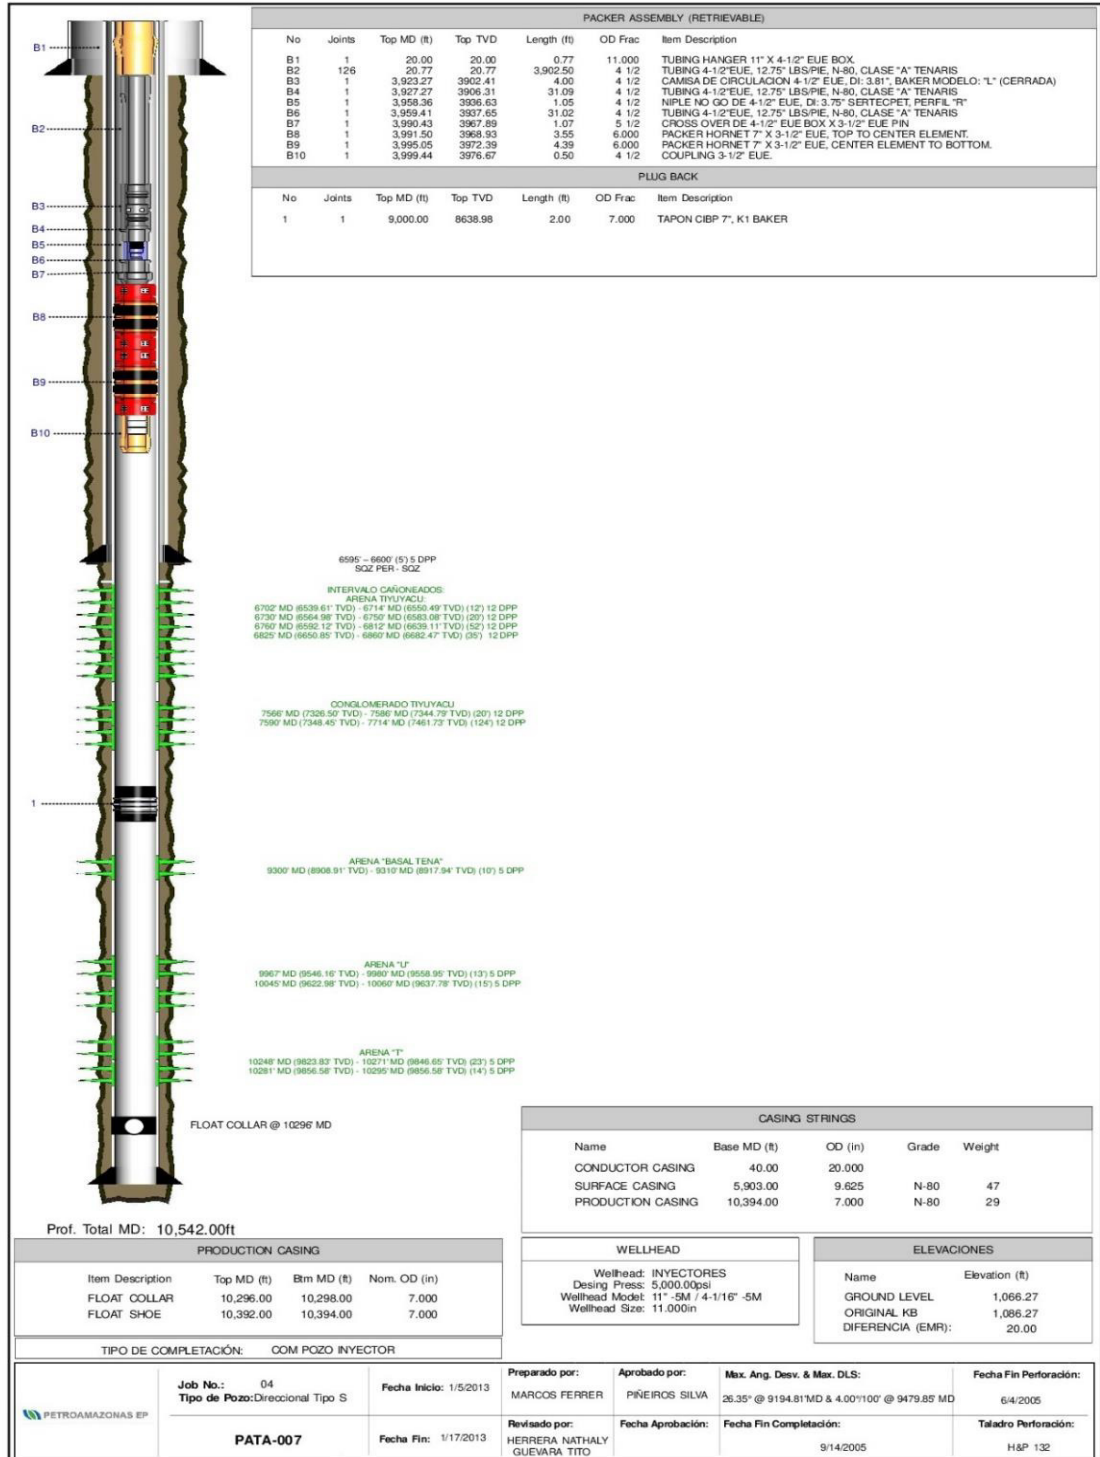 PACKER ASSEMBLY (RETRIEVABLE)
No Joints Top MD (ft) Top TVD Length (ft) OD Frac Item Description
B1 1 20.00 20.00 0.77 11.000 TUBING HANGER 11" X 4-1/2" EUE BOX.
B2 126 20.77 20.77 3,902.50 4 1/2 TUBING 4-1/2"EUE, 12.75" LBS/PIE, N-80, CLASE "A" TENARIS
B3 1 3,923.27 3902.41 4.00 4 1/2 CAMISA DE CIRCULACION 4-1/2" EUE, DI: 3.81", BAKER MODELO: "L" (CERRADA)
B4 1 3,927.27 3906.31 31.09 4 1/2 TUBING 4-1/2"EUE, 12.75" LBS/PIE, N-80, CLASE "A" TENARIS
B5 1 3,958.36 3936.63 1.05 4 1/2 NIPLE NO GO DE 4-1/2" EUE, DI: 3.75" SERTECPET, PERFIL "R"
B6 1 3,959.41 3937.65 31.02 4 1/2 TUBING 4-1/2"EUE, 12.75" LBS/PIE, N-80, CLASE "A" TENARIS
B7 1 3,990.43 3967.89 1.07 5 1/2 CROSS OVER DE 4-1/2" EUE BOX X 3-1/2" EUE PIN
B8 1 3,991.50 3968.93 3.55 6.000 PACKER HORNET 7" X 3-1/2" EUE, TOP TO CENTER ELEMENT.
B9 1 3,995.05 3972.39 4.39 6.000 PACKER HORNET 7" X 3-1/2" EUE, CENTER ELEMENT TO BOTTOM.
B10 1 3,999.44 3976.67 0.50 4 1/2 COUPLING 3-1/2" EUE.
PLUG BACK
No Joints Top MD (ft) Top TVD Length (ft) OD Frac Item Description
1 1 9,000.00 8638.98 2.00 7.000 TAPON CIBP 7", K1 BAKER
B1
B2
B3
B4
B5
B6
B7
B8
B9
B10
6595' – 6600' (5') 5 DPP
SQZ PER - SQZ
INTERVALO CAÑONEADOS:
ARENA TIYUYACU:
6702' MD (6539.61' TVD) - 6714' MD (6550.49' TVD) (12') 12 DPP
6730' MD (6564.98' TVD) - 6750' MD (6583.08' TVD) (20') 12 DPP
6760' MD (6592.12' TVD) - 6812' MD (6639.11' TVD) (52') 12 DPP
6825' MD (6650.85' TVD) - 6860' MD (6682.47' TVD) (35') 12 DPP
CONGLOMERADO TIYUYACU
7566' MD (7326.50' TVD) - 7586' MD (7344.79' TVD) (20') 12 DPP
7590' MD (7348.45' TVD) - 7714' MD (7461.73' TVD) (124') 12 DPP
1
ARENA "BASAL TENA"
9300' MD (8908.91' TVD) - 9310' MD (8917.94' TVD) (10') 5 DPP
ARENA "U"
9967' MD (9546.16' TVD) - 9980' MD (9558.95' TVD) (13') 5 DPP
10045' MD (9622.98' TVD) - 10060' MD (9637.78' TVD) (15') 5 DPP
ARENA "T"
10248' MD (9823.83' TVD) - 10271' MD (9846.65' TVD) (23') 5 DPP
10281' MD (9856.58' TVD) - 10295' MD (9856.58' TVD) (14') 5 DPP
FLOAT COLLAR @ 10296' MD
CASING STRINGS
Name Base MD (ft) OD (in) Grade Weight
CONDUCTOR CASING 40.00 20.000
SURFACE CASING 5,903.00 9.625 N-80 47
PRODUCTION CASING 10,394.00 7.000 N-80 29
Prof. Total MD: 10,542.00ft
PRODUCTION CASING
Item Description Top MD (ft) Btm MD (ft) Nom. OD (in)
FLOAT COLLAR 10,296.00 10,298.00 7.000
FLOAT SHOE 10,392.00 10,394.00 7.000
WELLHEAD
Wellhead: INYECTORES
Desing Press: 5,000.00psi
Wellhead Model: 11" -5M / 4-1/16" -5M
Wellhead Size: 11.000in
ELEVACIONES
Name Elevation (ft)
GROUND LEVEL 1,066.27
ORIGINAL KB 1,086.27
DIFERENCIA (EMR): 20.00
TIPO DE COMPLETACIÓN: COM POZO INYECTOR
PETROAMAZONAS EP
Job No.: 04
Tipo de Pozo:Direccional Tipo S
PATA-007
Fecha Inicio: 1/5/2013
Fecha Fin: 1/17/2013
Preparado por:
MARCOS FERRER
Revisado por:
HERRERA NATHALY
GUEVARA TITO
Aprobado por:
PIÑEIROS SILVA
Fecha Aprobación:
Max. Ang. Desv. & Max. DLS:
26.35° @ 9194.81'MD & 4.00°/100' @ 9479.85' MD
Fecha Fin Completación:
9/14/2005
Fecha Fin Perforación:
6/4/2005
Taladro Perforación:
H&P 132